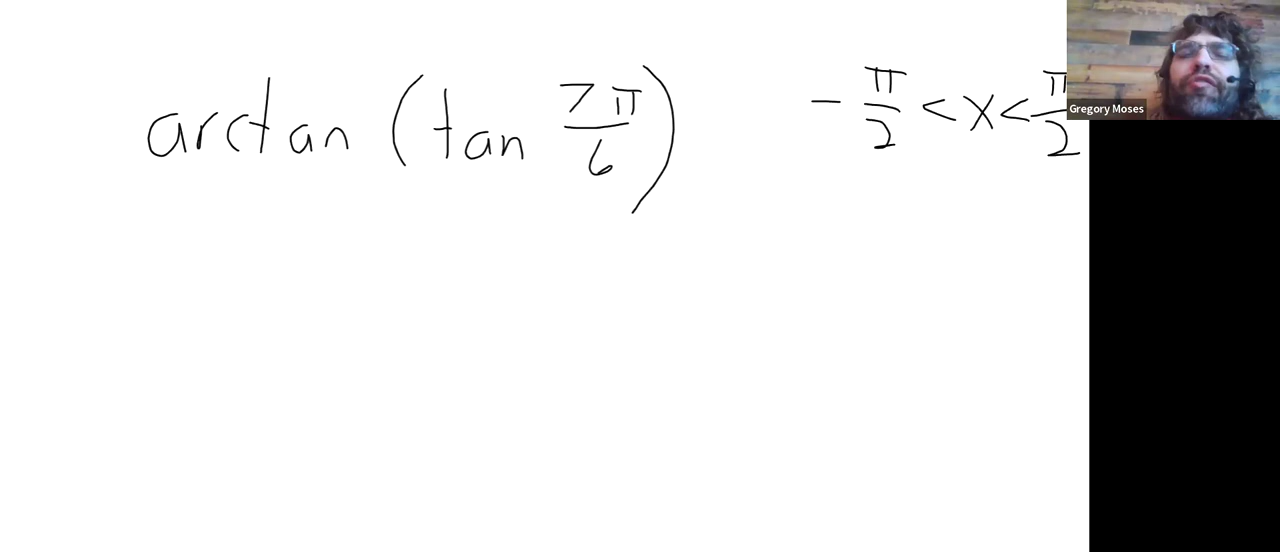 arctan (tan 7π/6)
-π/2 < x < π/2
Gregory Moses